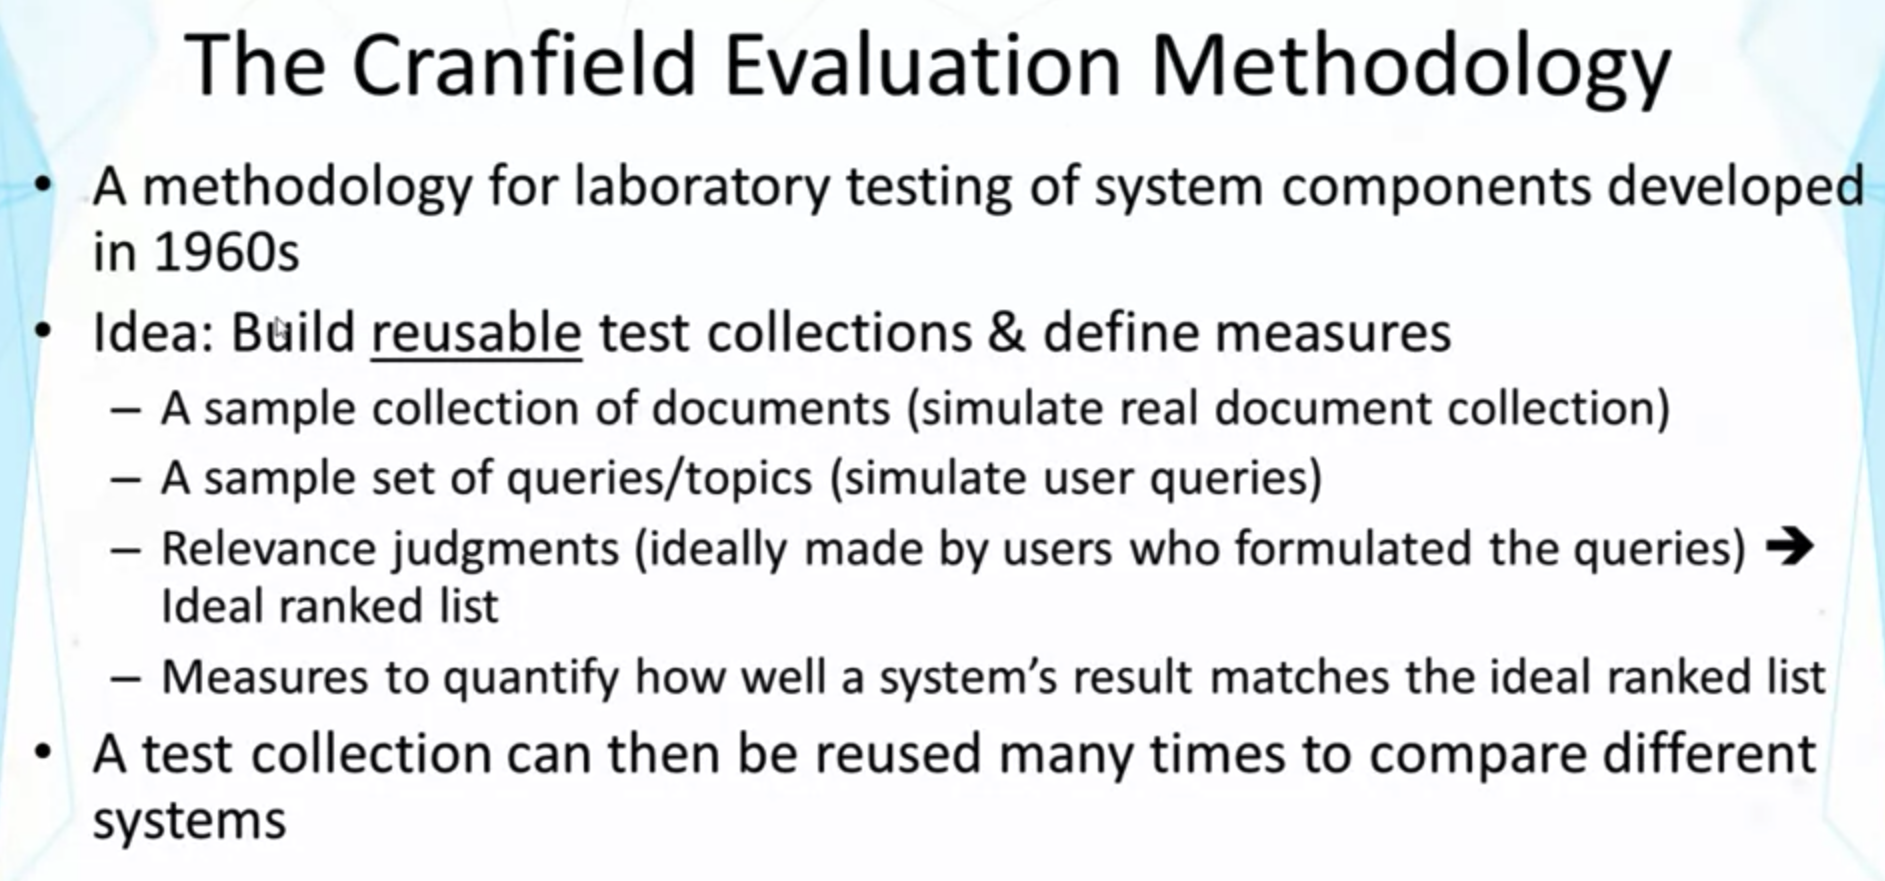 The Cranfield Evaluation Methodology
• A methodology for laboratory testing of system components developed
in 1960s
• Idea: Build reusable test collections & define measures
– A sample collection of documents (simulate real document collection)
– A sample set of queries/topics (simulate user queries)
– Relevance judgments (ideally made by users who formulated the queries) ➔
Ideal ranked list
– Measures to quantify how well a system’s result matches the ideal ranked list
• A test collection can then be reused many times to compare different
systems